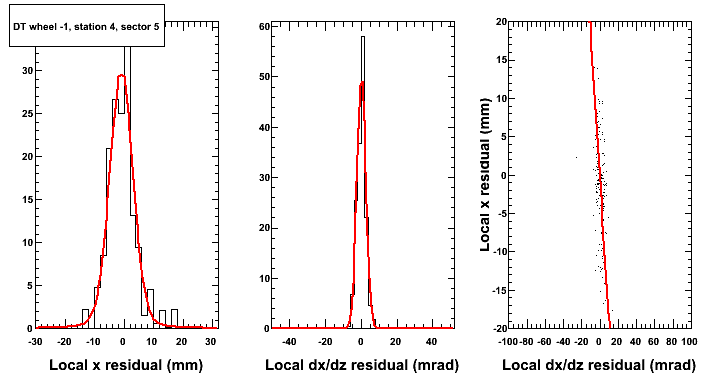 DT wheel -1, station 4, sector 5
30
25
20
15
10
5
0
-30 -20 -10 0 10 20 30
Local x residual (mm)
60
50
40
30
20
10
0
-40 -20 0 20 40
Local dx/dz residual (mrad)
Local x residual (mm)
20
15
10
5
0
-5
-10
-15
-20
-100 -80 -60 -40 -20 0 20 40 60 80 100
Local dx/dz residual (mrad)